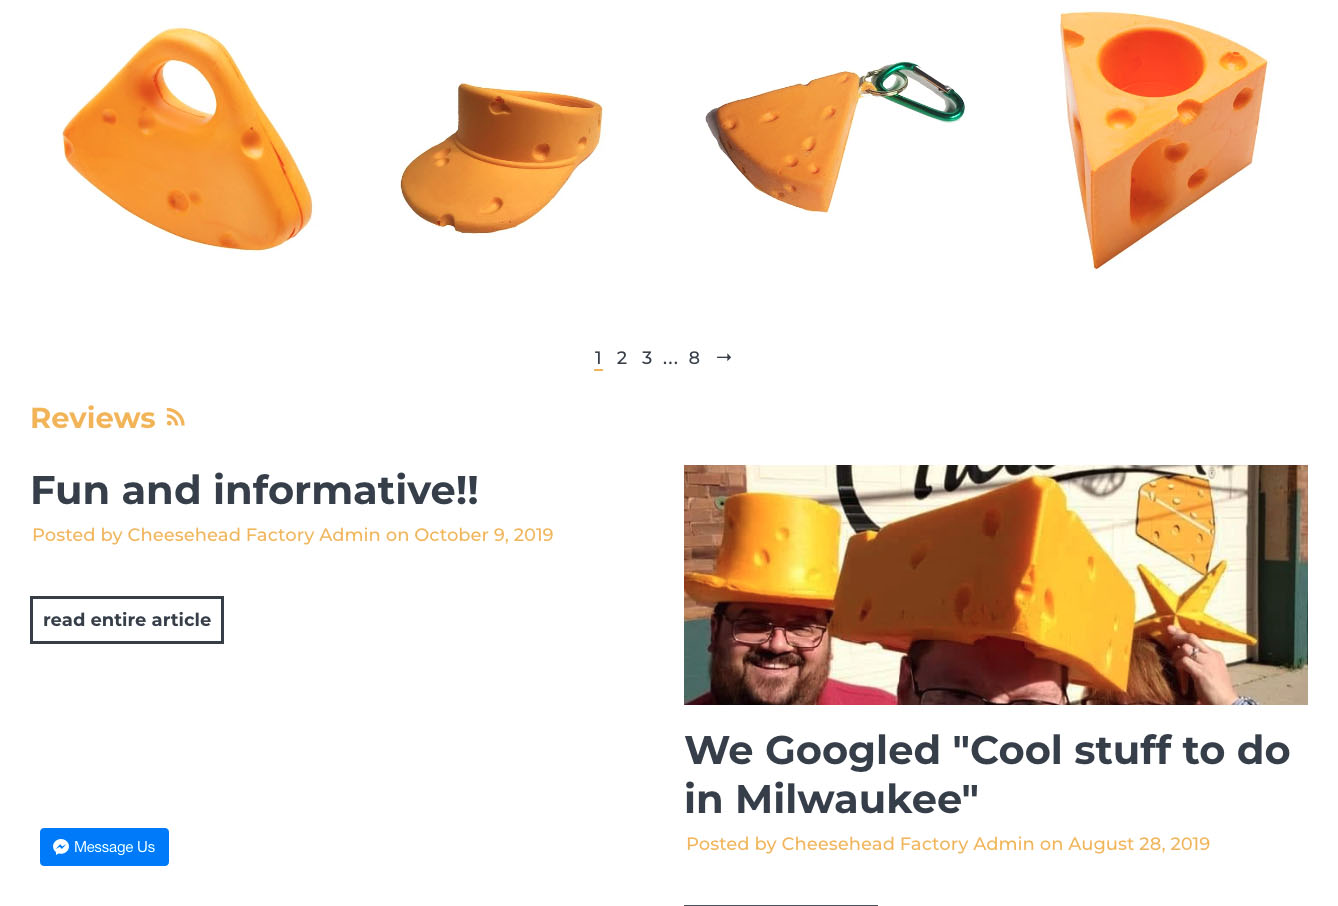 1 2 3 ... 8 →
Reviews
Fun and informative!!
Posted by Cheesehead Factory Admin on October 9, 2019
read entire article
We Googled "Cool stuff to do
in Milwaukee"
Posted by Cheesehead Factory Admin on August 28, 2019
Message Us